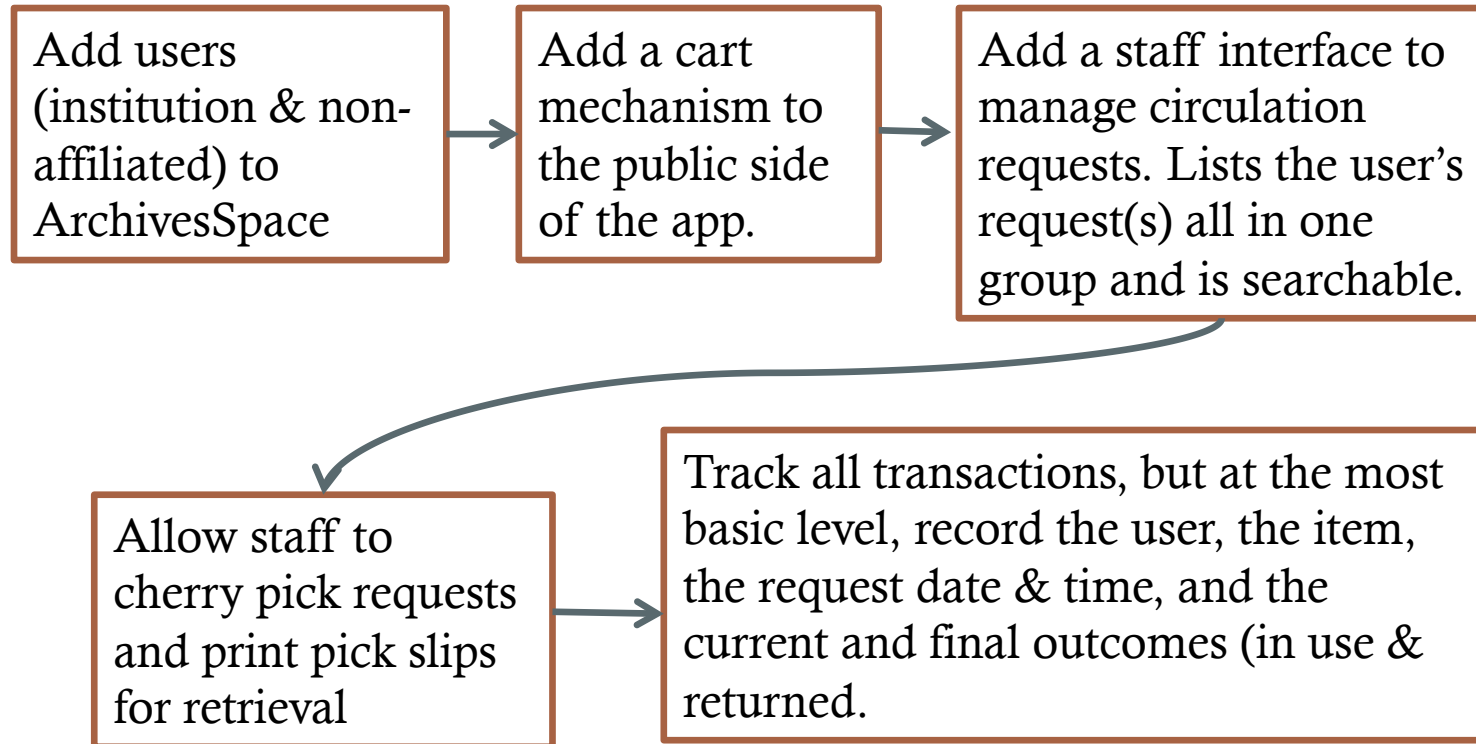 Add users
(institution & non-
affiliated) to
ArchivesSpace
Add a cart
mechanism to
the public side
of the app.
Add a staff interface to
manage circulation
requests. Lists the user’s
request(s) all in one
group and is searchable.
Allow staff to
cherry pick requests
and print pick slips
for retrieval
Track all transactions, but at the most
basic level, record the user, the item,
the request date & time, and the
current and final outcomes (in use &
returned.